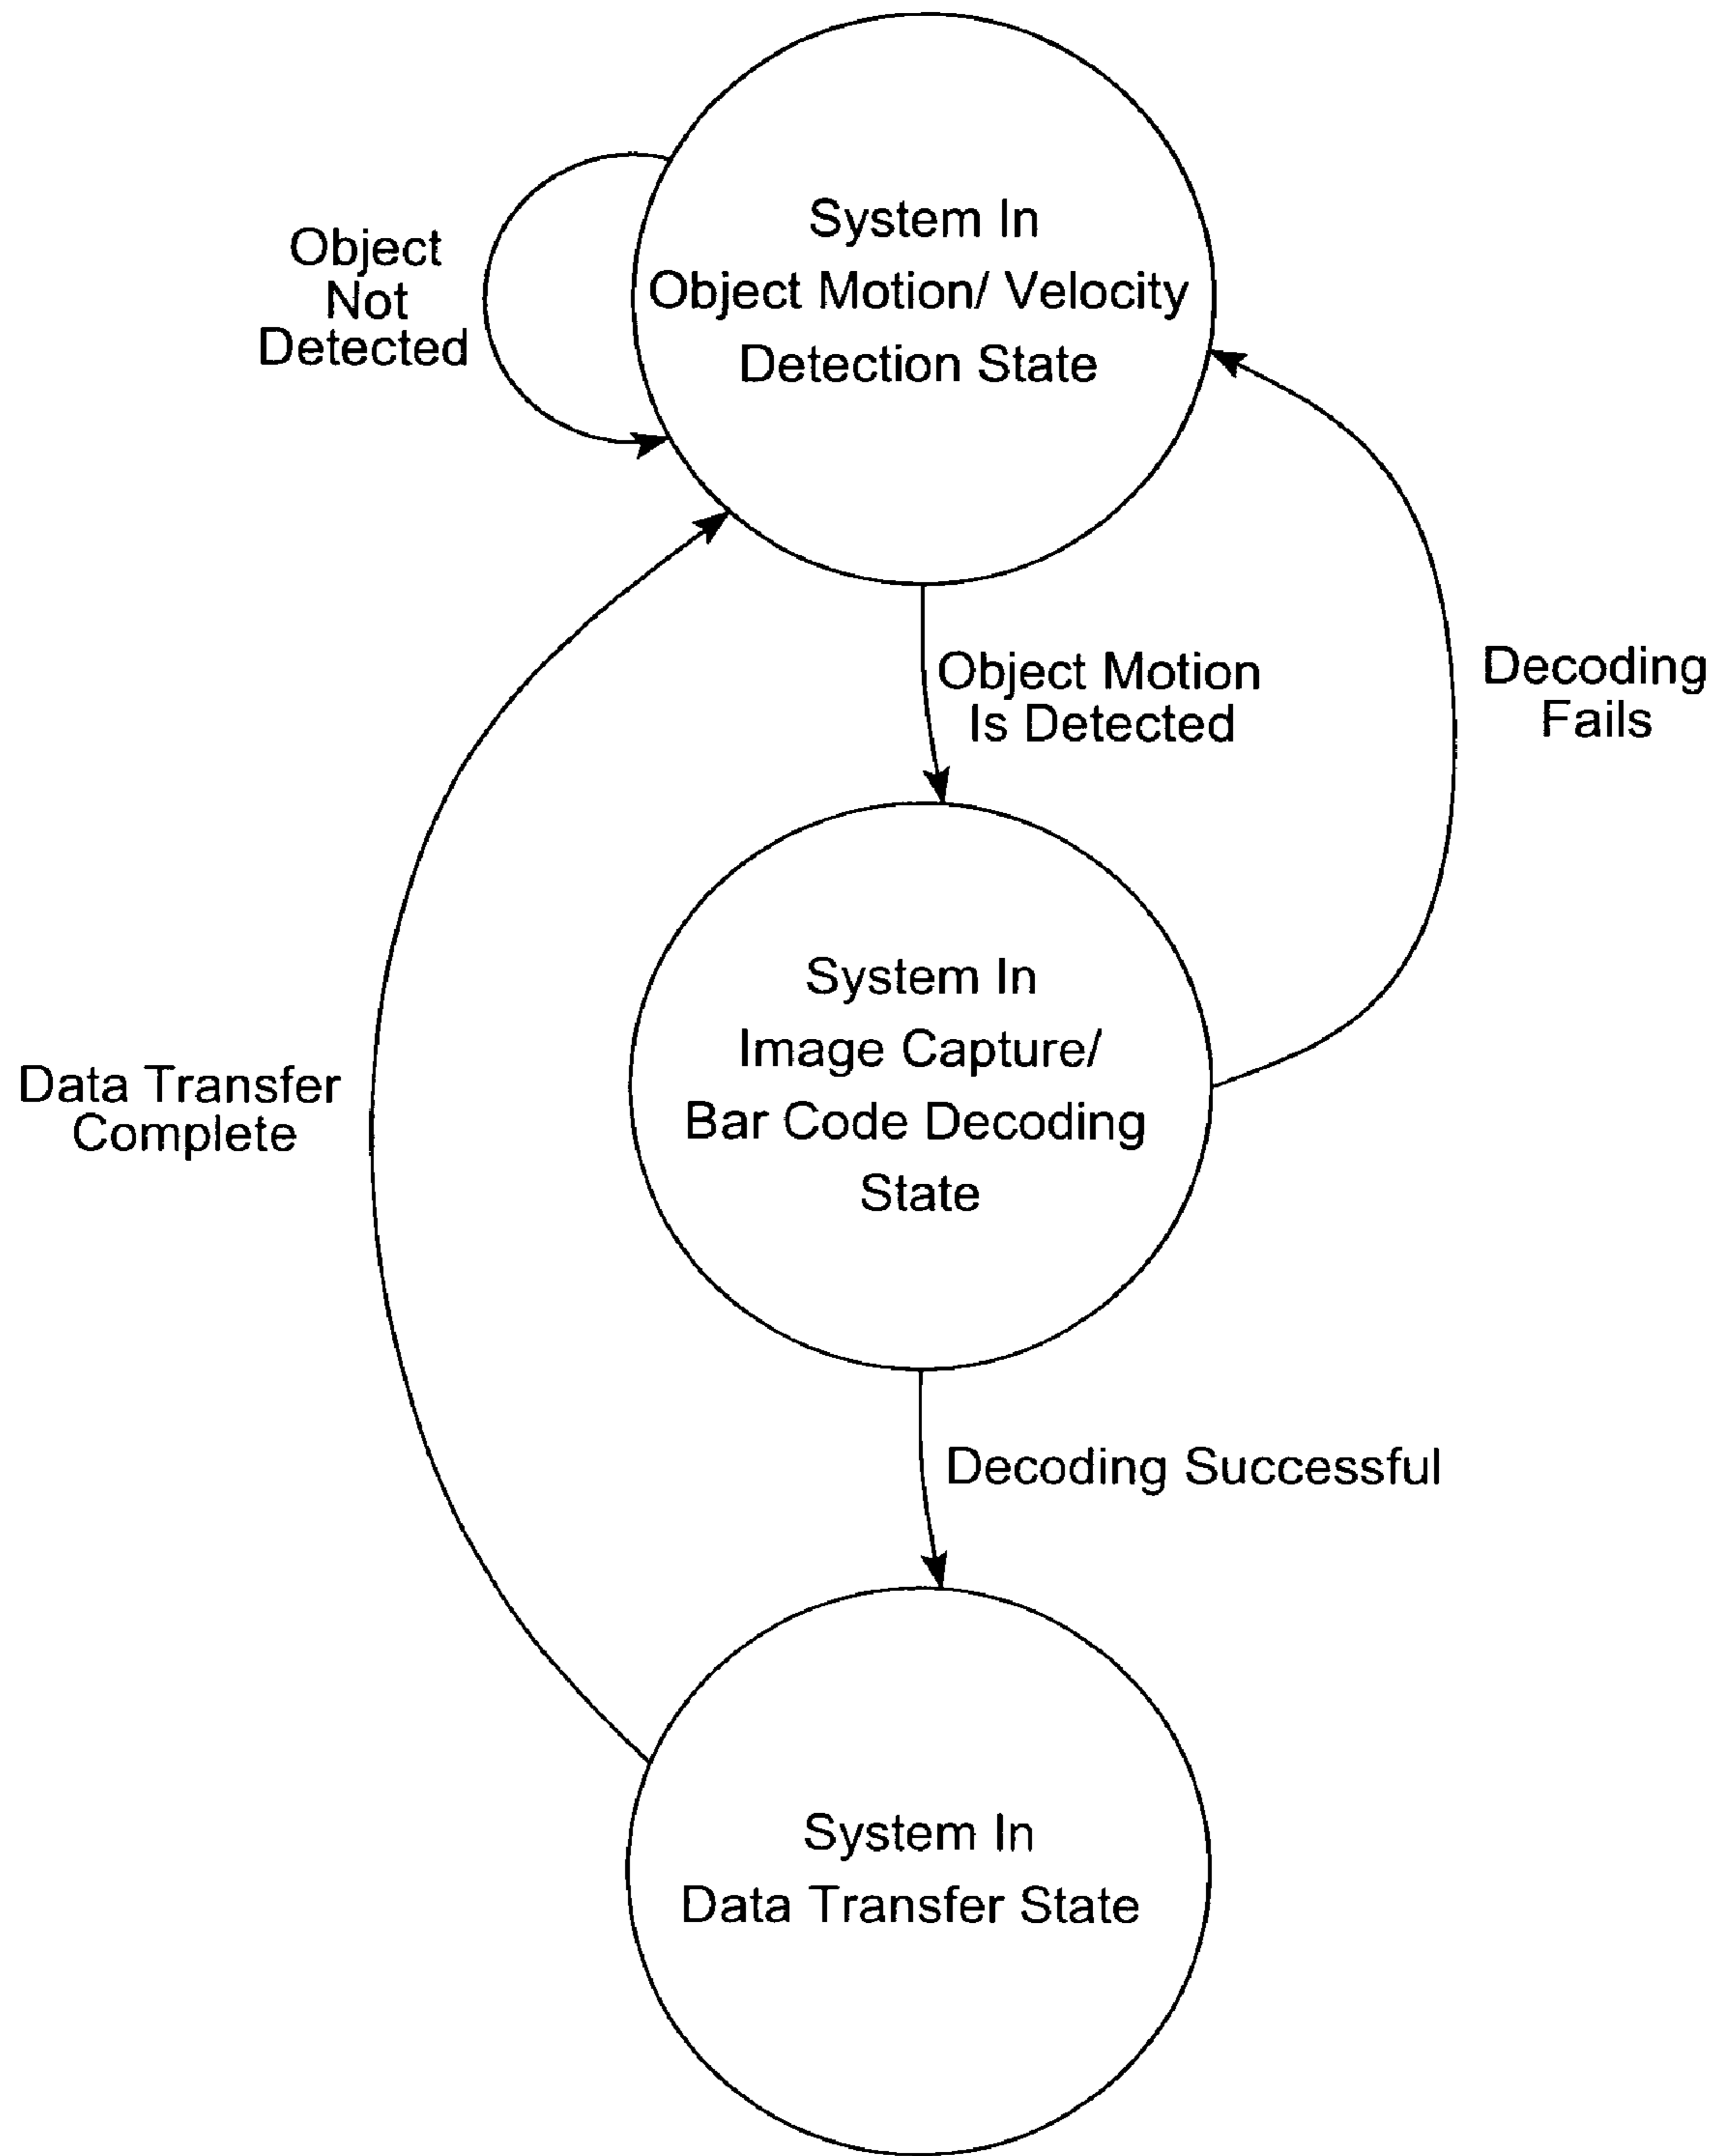 System In
Object Motion/ Velocity
Detection State
Object
Not
Detected
Object Motion
Is Detected
Decoding
Fails
System In
Image Capture/
Bar Code Decoding
State
Data Transfer
Complete
Decoding Successful
System In
Data Transfer State